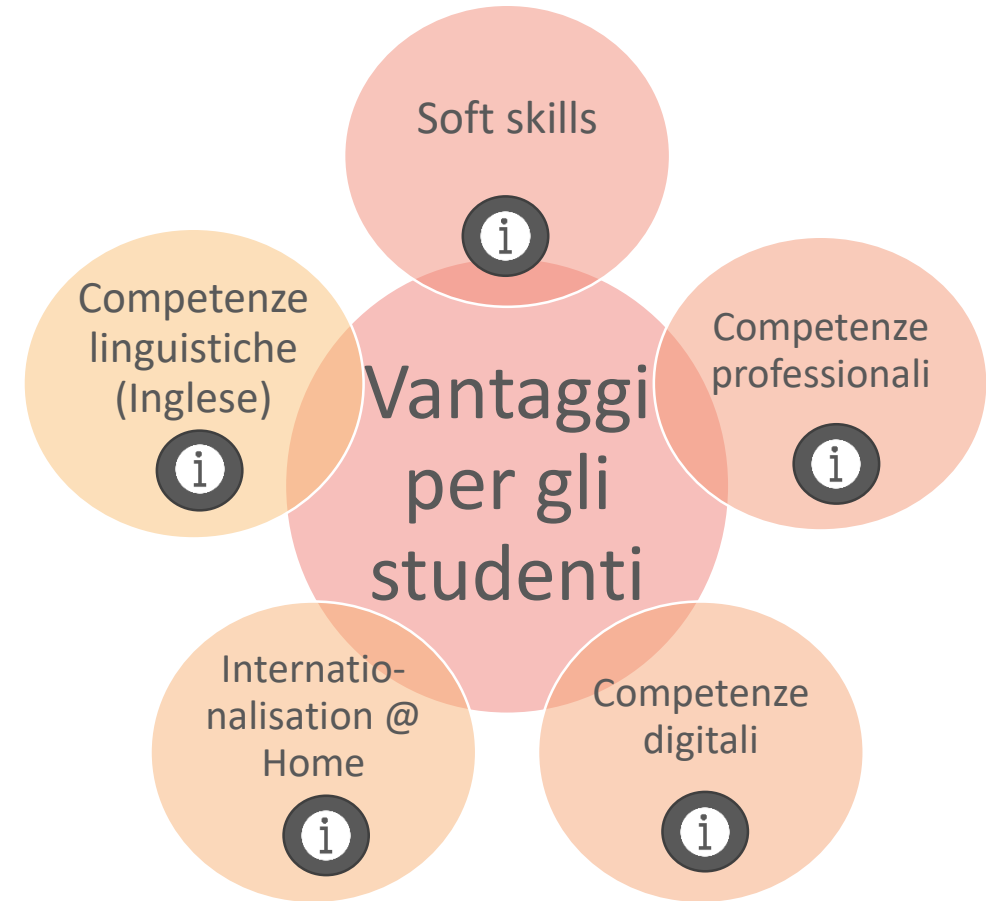 Soft skills
i
Competenze
professionali
i
Competenze
digitali
i
Internatio-
nalisation @
Home
i
Competenze
linguistiche
(Inglese)
i
Vantaggi
per gli
studenti